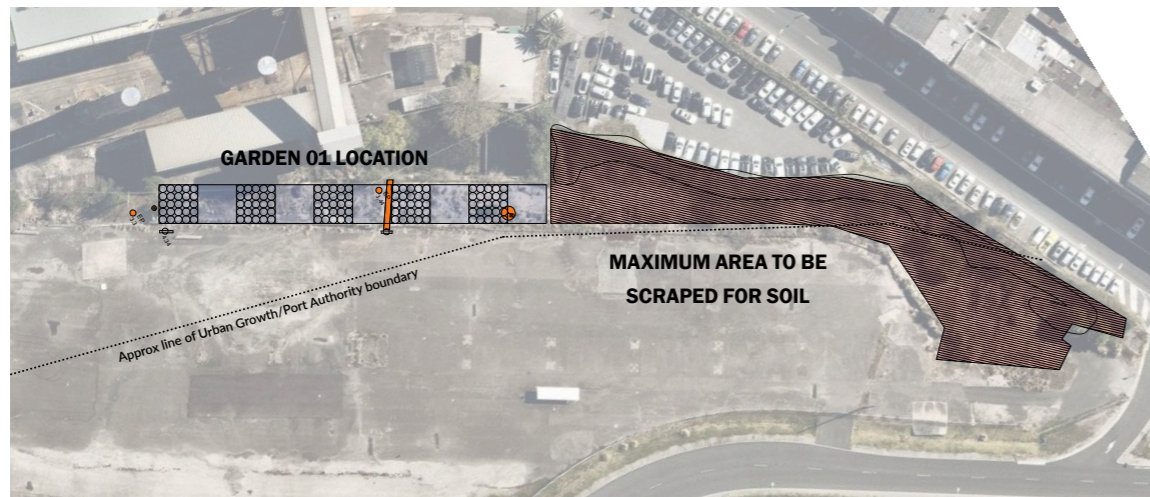 GARDEN 01 LOCATION
MAXIMUM AREA TO BE
SCRAPED FOR SOIL
Approx line of Urban Growth/Port Authority boundary